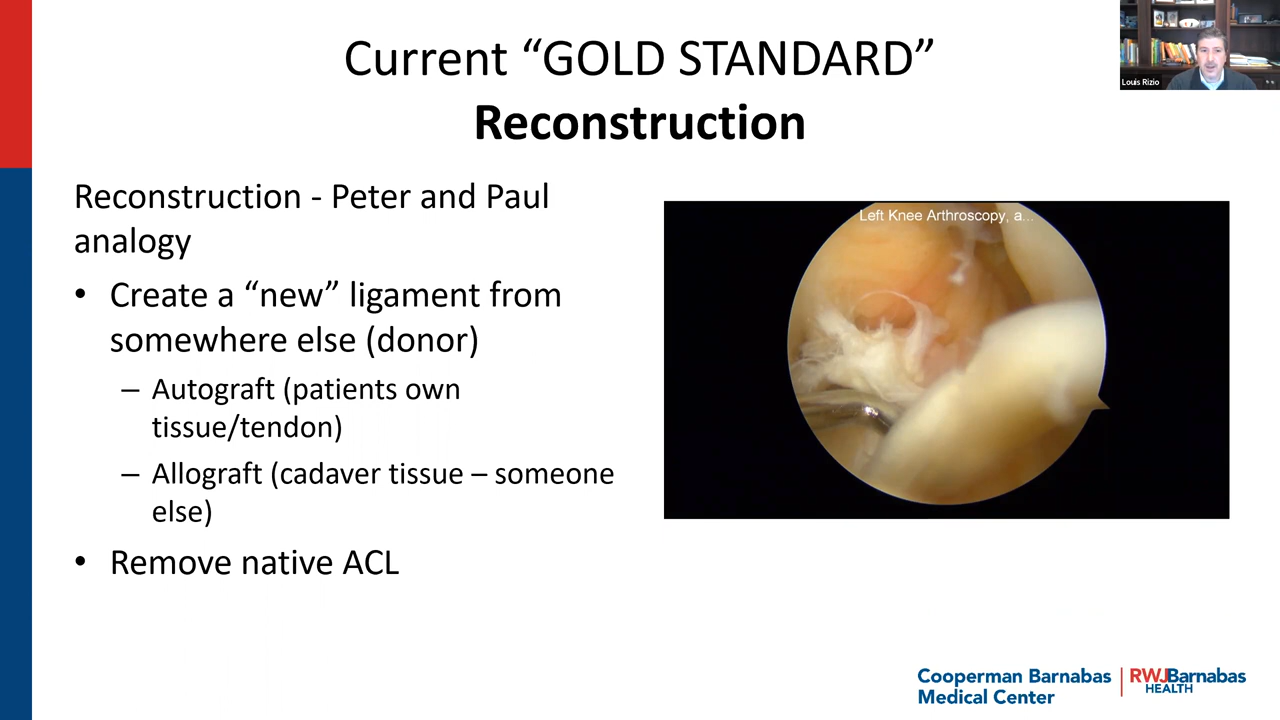 Current “GOLD STANDARD”
Reconstruction
Louis Rizio
Reconstruction - Peter and Paul
analogy
• Create a “new” ligament from
somewhere else (donor)
– Autograft (patients own
tissue/tendon)
– Allograft (cadaver tissue – someone
else)
• Remove native ACL
Left Knee Arthroscopy, a...
Cooperman Barnabas
Medical Center
RWJBarnabas
HEALTH